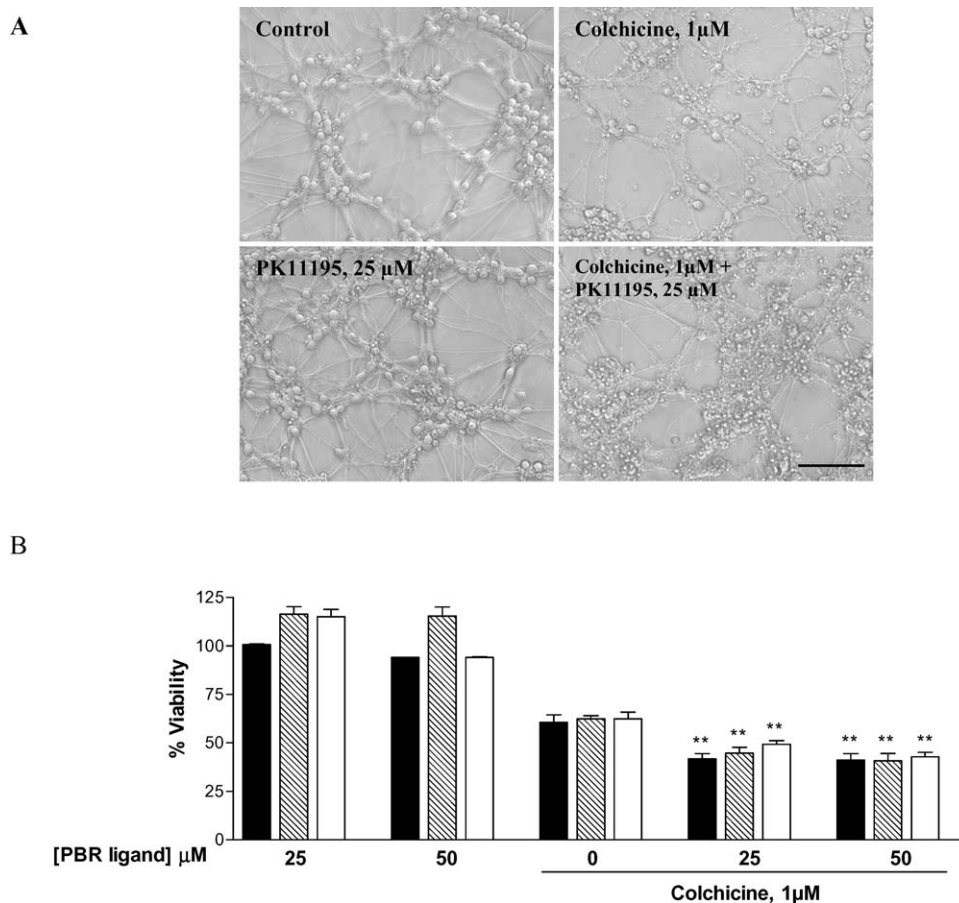 A
Control
Colchicine, 1µM
PK11195, 25 µM
Colchicine, 1µM +
PK11195, 25 µM
B
% Viability
125
100
75
50
25
0
** ** ** ** ** **
[PBR ligand] µM 25 50 0 25 50
Colchicine, 1µM